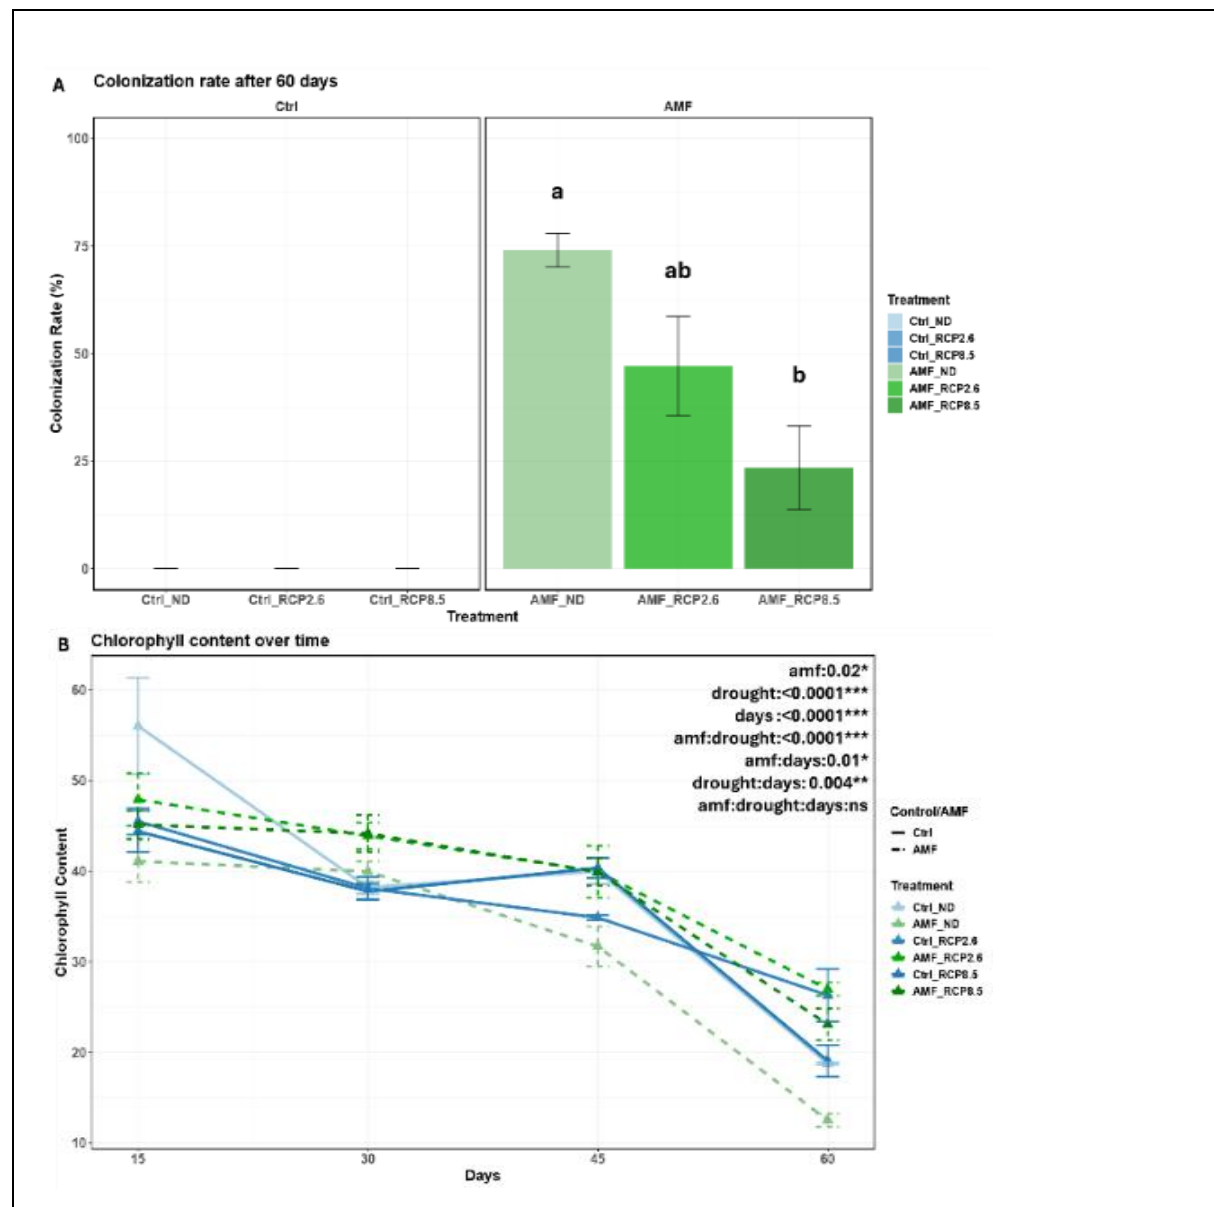 A Colonization rate after 60 days
Ctrl AMF
100
75
50
25
0
Colonization Rate (%)
a
ab
b
Ctrl_ND Ctrl_RCP2.6 Ctrl_RCP8.5 AMF_ND AMF_RCP2.6 AMF_RCP8.5
Treatment
Treatment
Ctrl_ND
Ctrl_RCP2.6
Ctrl_RCP8.5
AMF_ND
AMF_RCP2.6
AMF_RCP8.5
B Chlorophyll content over time
60
50
40
30
20
10
Chlorophyll Content
amf:0.02*
drought:<0.0001***
days:<0.0001***
amf:drought:<0.0001***
amf:days:0.01*
drought:days:0.004**
amf:drought:days:ns
15 30 45 60
Days
Control/AMF
Ctrl
AMF
Treatment
Ctrl_ND
AMF_ND
Ctrl_RCP2.6
AMF_RCP2.6
Ctrl_RCP8.5
AMF_RCP8.5